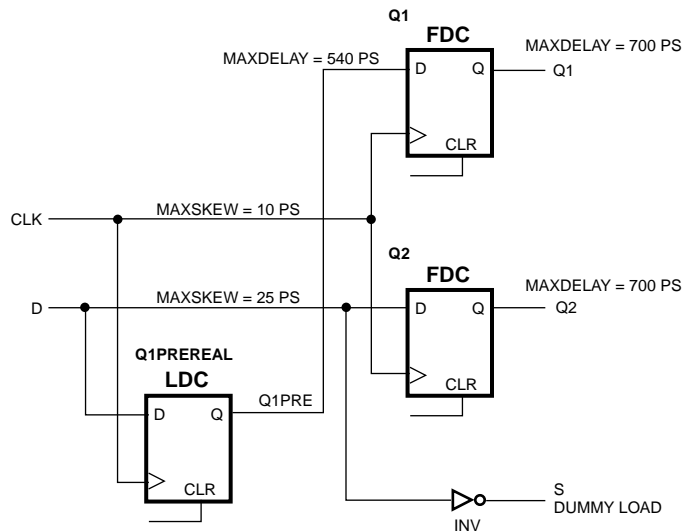 Q1
FDC
MAXDELAY = 540 PS
D
Q
MAXDELAY = 700 PS
Q1
CLR
CLK
MAXSKEW = 10 PS
Q2
FDC
D
MAXSKEW = 25 PS
D
Q
MAXDELAY = 700 PS
Q2
CLR
Q1PREREAL
LDC
D
Q
Q1PRE
CLR
S
DUMMY LOAD
INV